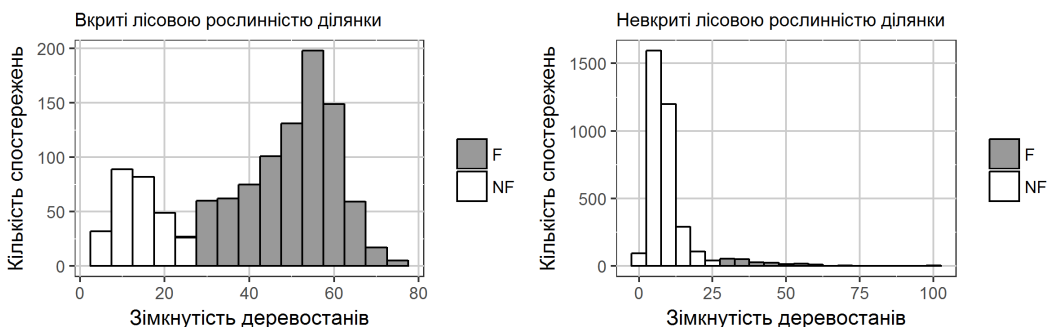 Вкриті лісовою рослинністю ділянки
Кількість спостережень
200
150
100
50
0
0 20 40 60 80
Зімкнутість деревостанів
F
NF
Невкриті лісовою рослинністю ділянки
Кількість спостережень
1500
1000
500
0
0 25 50 75 100
Зімкнутість деревостанів
F
NF